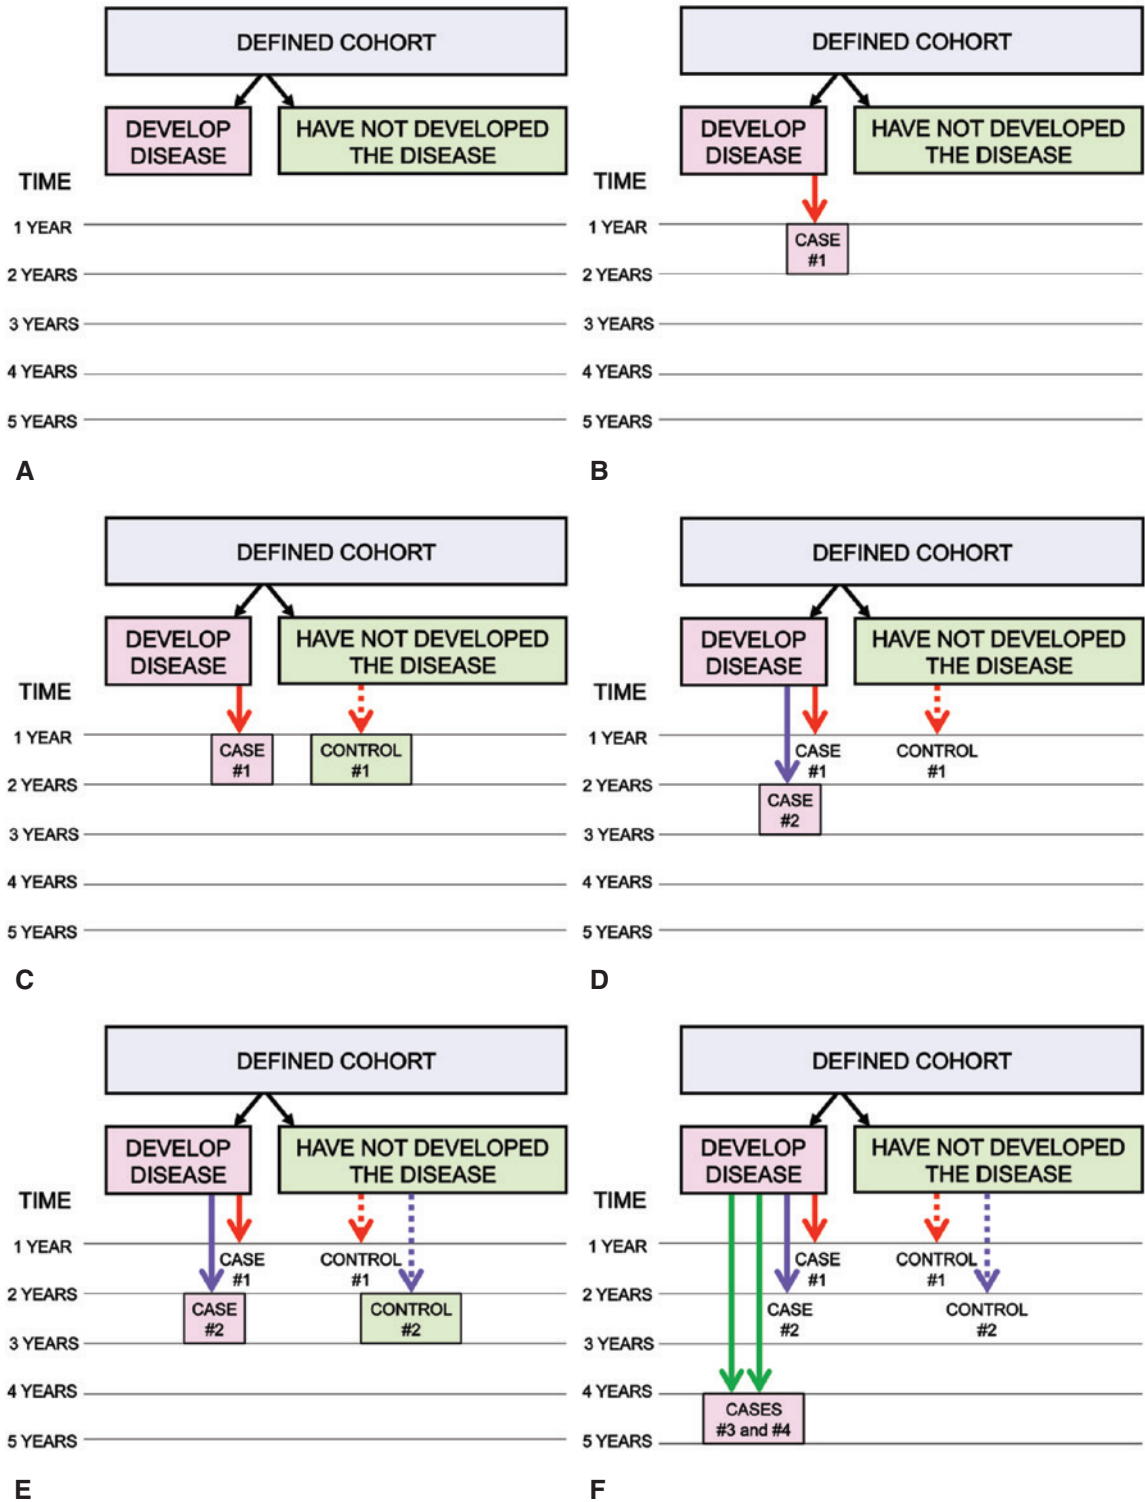 DEFINED COHORT
DEVELOP
DISEASE
HAVE NOT DEVELOPED
THE DISEASE
TIME
1 YEAR
2 YEARS
3 YEARS
4 YEARS
5 YEARS
A
DEFINED COHORT
DEVELOP
DISEASE
HAVE NOT DEVELOPED
THE DISEASE
TIME
1 YEAR
CASE
#1
2 YEARS
3 YEARS
4 YEARS
5 YEARS
B
DEFINED COHORT
DEVELOP
DISEASE
HAVE NOT DEVELOPED
THE DISEASE
TIME
1 YEAR
CASE
#1
CONTROL
#1
2 YEARS
3 YEARS
4 YEARS
5 YEARS
C
DEFINED COHORT
DEVELOP
DISEASE
HAVE NOT DEVELOPED
THE DISEASE
TIME
1 YEAR
CASE
#1
CONTROL
#1
2 YEARS
CASE
#2
3 YEARS
4 YEARS
5 YEARS
D
DEFINED COHORT
DEVELOP
DISEASE
HAVE NOT DEVELOPED
THE DISEASE
TIME
1 YEAR
CASE
#1
CONTROL
#1
2 YEARS
CASE
#2
CONTROL
#2
3 YEARS
4 YEARS
5 YEARS
E
DEFINED COHORT
DEVELOP
DISEASE
HAVE NOT DEVELOPED
THE DISEASE
TIME
1 YEAR
CASE
#1
CONTROL
#1
2 YEARS
CASE
#2
CONTROL
#2
3 YEARS
4 YEARS
CASES
#3 and #4
5 YEARS
F